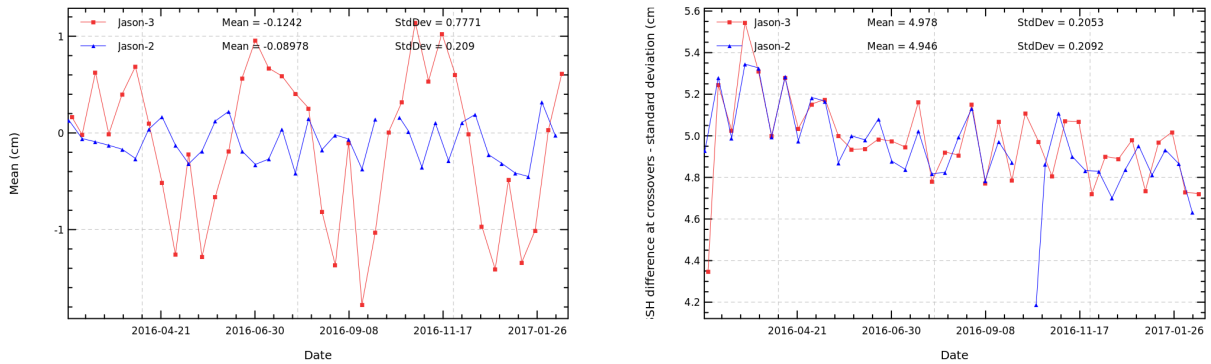 Jason-3 Mean = -0.1242 StdDev = 0.7771
Jason-2 Mean = -0.08978 StdDev = 0.209
1
0
-1
Mean (cm)
2016-04-21 2016-06-30 2016-09-08 2016-11-17 2017-01-26
Date
Jason-3 Mean = 4.978 StdDev = 0.2053
Jason-2 Mean = 4.946 StdDev = 0.2092
5.6
5.4
5.2
5.0
4.8
4.6
4.4
4.2
SH difference at crossovers - standard deviation (cm
2016-04-21 2016-06-30 2016-09-08 2016-11-17 2017-01-26
Date